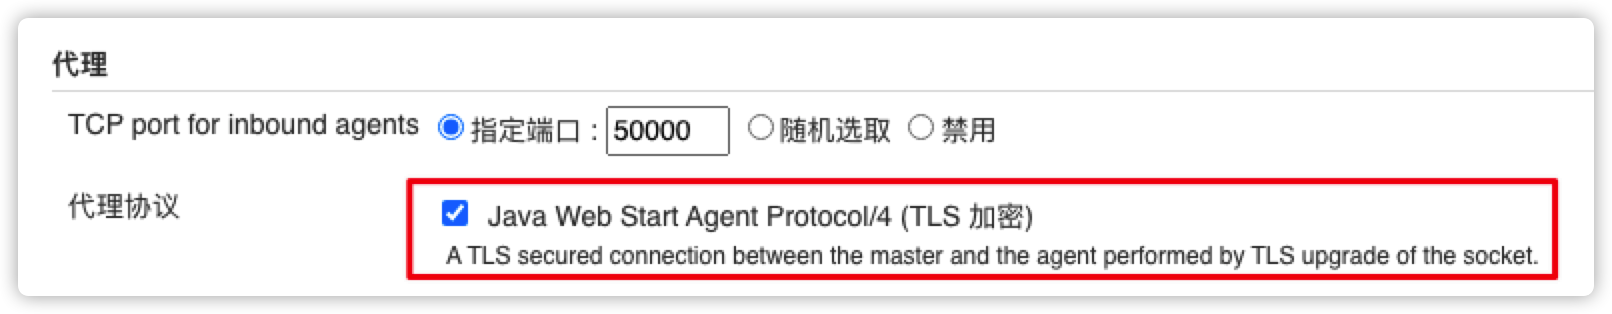 代理
TCP port for inbound agents 指定端口 : 50000 随机选取 禁用
代理协议 Java Web Start Agent Protocol/4 (TLS 加密)
A TLS secured connection between the master and the agent performed by TLS upgrade of the socket.